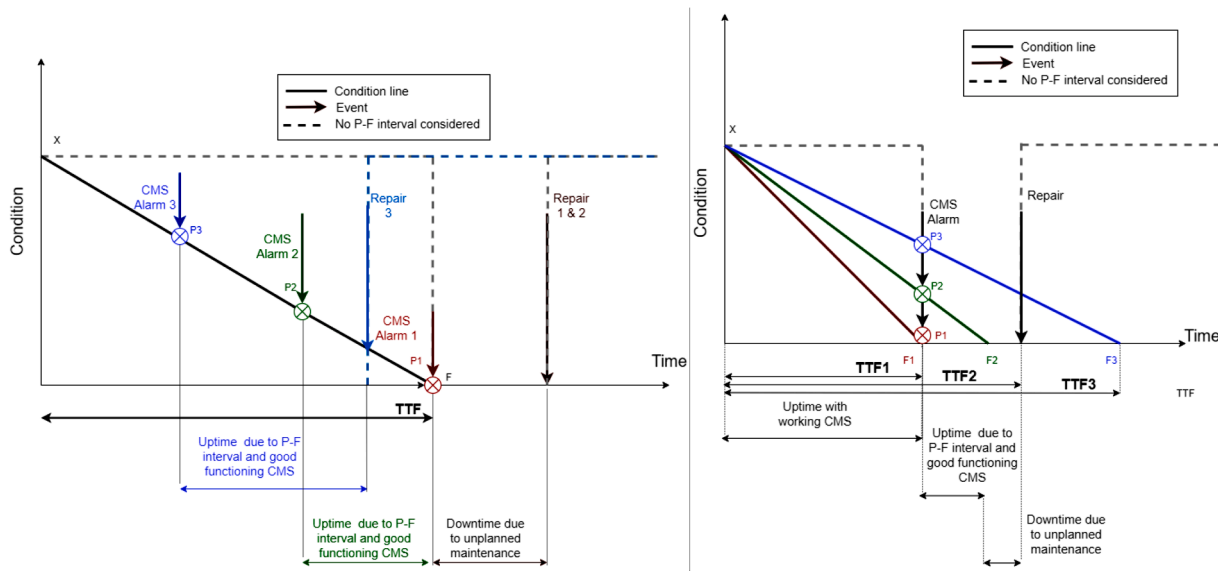 Condition line
Event
No P-F interval considered
Condition
X
CMS
Alarm 3
P3
CMS
Alarm 2
P2
Repair
3
Repair
1 & 2
CMS
Alarm 1
P1
F
Time
TTF
Uptime due to P-F
interval and good
functioning CMS
Uptime due to P-F
interval and good
functioning CMS
Downtime due
to unplanned
maintenance
Condition line
Event
No P-F interval considered
Condition
X
CMS
Alarm
Repair
P3
P2
P1
Time
F1
F2
F3
TTF1
TTF2
TTF3
TTF
Uptime with
working CMS
Uptime due to
P-F interval and
good functioning
CMS
Downtime due
to unplanned
maintenance